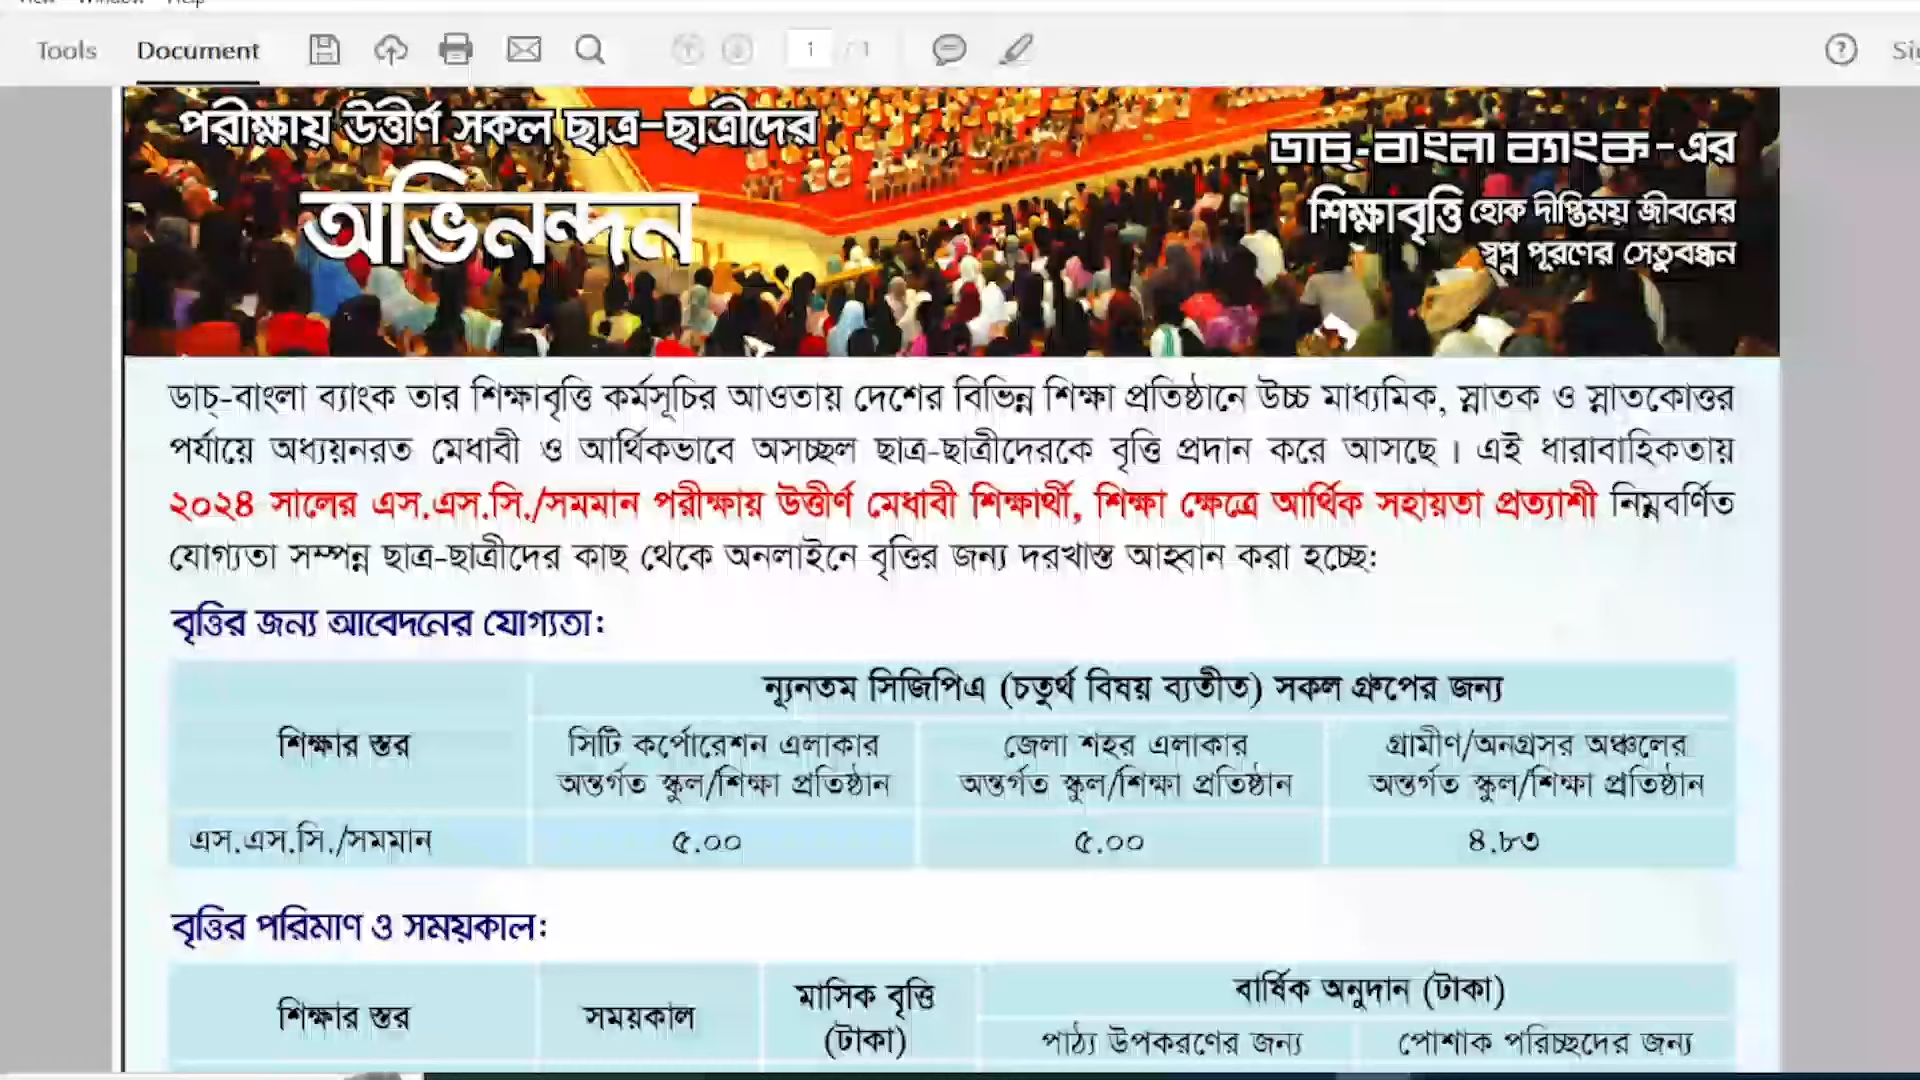 Tools Document 1 / 1
পরীক্ষায় উত্তীর্ণ সকল ছাত্র-ছাত্রীদের
অভিনন্দন
ডাচ্-বাংলা ব্যাংক-এর
শিক্ষাবৃত্তি হোক দীপ্তিময় জীবনের
স্বপ্ন পূরণের সেতুবন্ধন
ডাচ্-বাংলা ব্যাংক তার শিক্ষাবৃত্তি কর্মসূচির আওতায় দেশের বিভিন্ন শিক্ষা প্রতিষ্ঠানে উচ্চ মাধ্যমিক, স্নাতক ও স্নাতকোত্তর
পর্যায়ে অধ্যয়নরত মেধাবী ও আর্থিকভাবে অসচ্ছল ছাত্র-ছাত্রীদেরকে বৃত্তি প্রদান করে আসছে । এই ধারাবাহিকতায়
২০২৪ সালের এস.এস.সি./সমমান পরীক্ষায় উত্তীর্ণ মেধাবী শিক্ষার্থী, শিক্ষা ক্ষেত্রে আর্থিক সহায়তা প্রত্যাশী নিম্নবর্ণিত
যোগ্যতা সম্পন্ন ছাত্র-ছাত্রীদের কাছ থেকে অনলাইনে বৃত্তির জন্য দরখাস্ত আহ্বান করা হচ্ছে:
বৃত্তির জন্য আবেদনের যোগ্যতা:
ন্যূনতম সিজিপিএ (চতুর্থ বিষয় ব্যতীত) সকল গ্রুপের জন্য
শিক্ষার স্তর
সিটি কর্পোরেশন এলাকার
অন্তর্গত স্কুল/শিক্ষা প্রতিষ্ঠান
জেলা শহর এলাকার
অন্তর্গত স্কুল/শিক্ষা প্রতিষ্ঠান
গ্রামীণ/অনগ্রসর অঞ্চলের
অন্তর্গত স্কুল/শিক্ষা প্রতিষ্ঠান
এস.এস.সি./সমমান ৫.০০ ৫.০০ ৪.৮৩
বৃত্তির পরিমাণ ও সময়কাল:
শিক্ষার স্তর
সময়কাল
মাসিক বৃত্তি
(টাকা)
বার্ষিক অনুদান (টাকা)
পাঠ্য উপকরণের জন্য
পোশাক পরিচ্ছদের জন্য